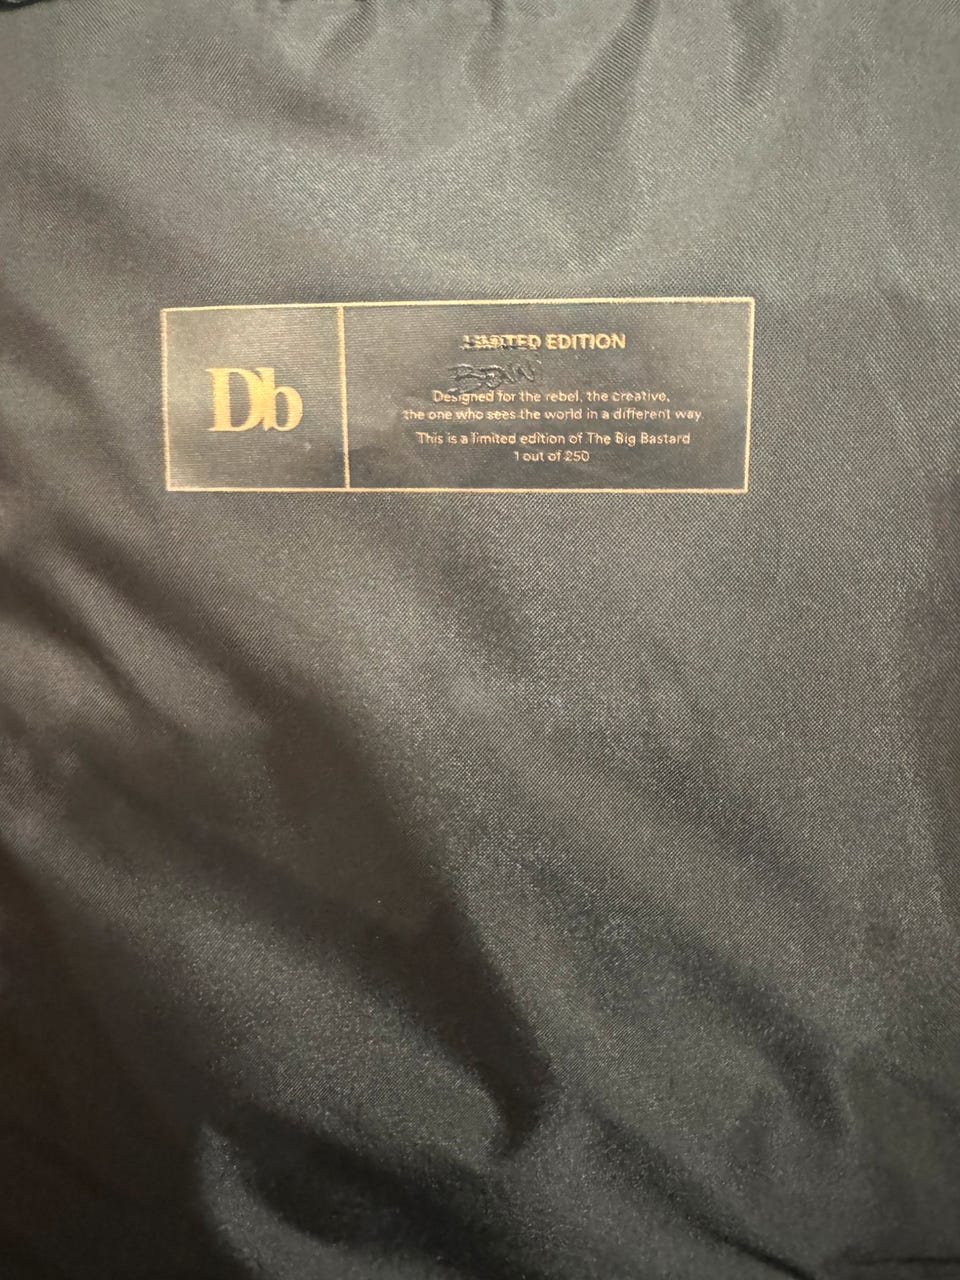 Db
LIMITED EDITION
Designed for the rebel, the creative,
the one who sees the world in a different way.
This is a limited edition of The Big Bastard
1 out of 250